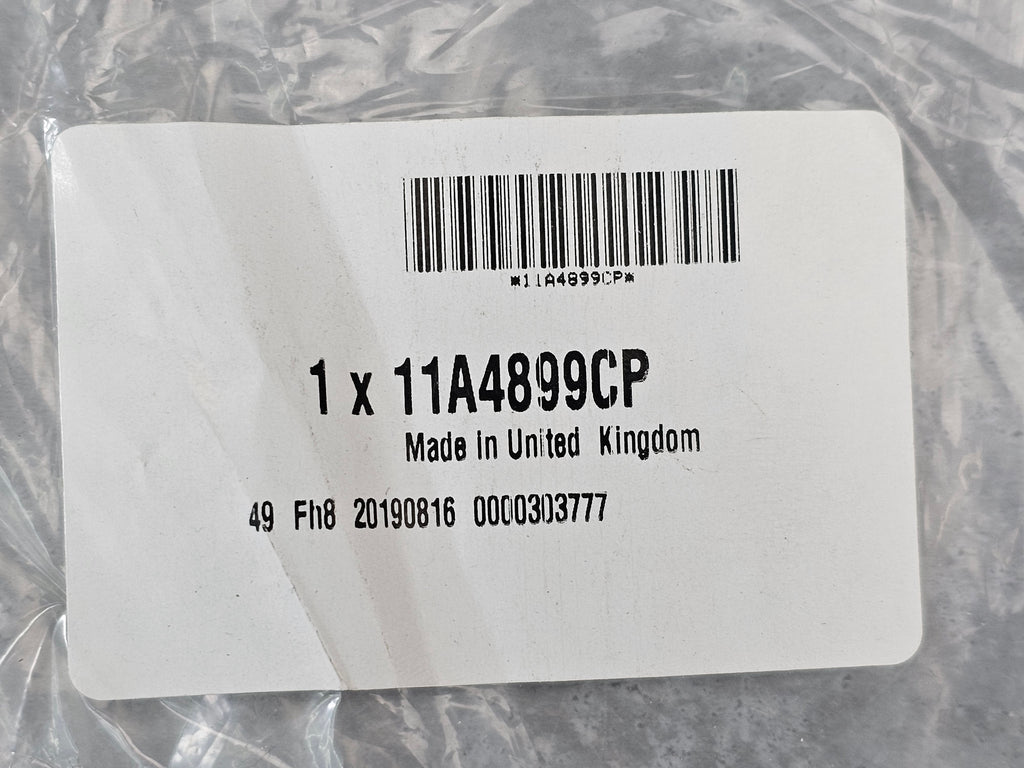 *11A4899CP*
1 x 11A4899CP
Made in United Kingdom
49 Fh8 20190816 0000303777